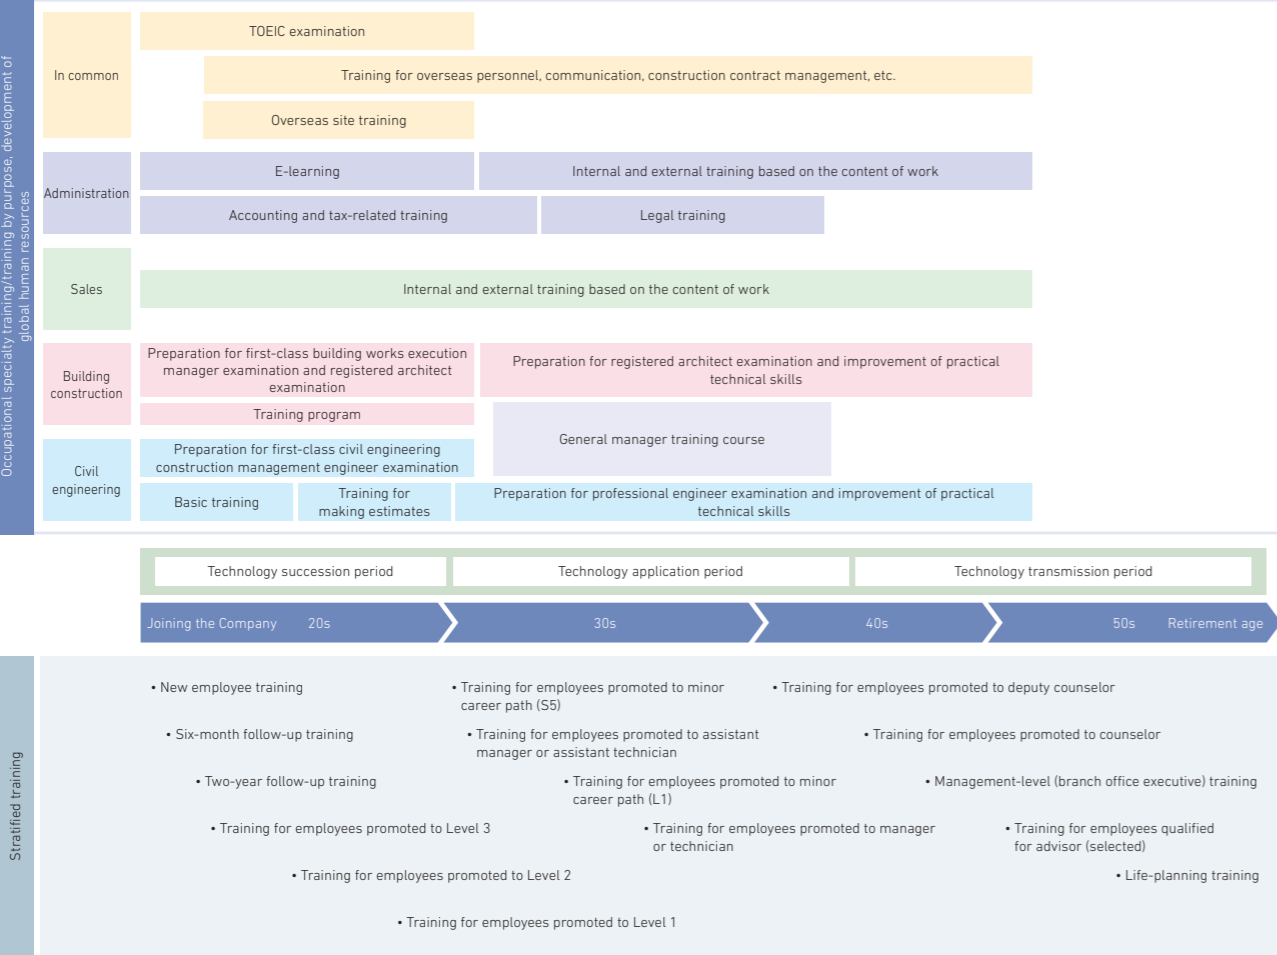 Occupational specialty training/training by purpose, development of
global human resources
In common
TOEIC examination
Training for overseas personnel, communication, construction contract management, etc.
Overseas site training
Administration
E-learning
Internal and external training based on the content of work
Accounting and tax-related training
Legal training
Sales
Internal and external training based on the content of work
Building
construction
Preparation for first-class building works execution
manager examination and registered architect
examination
Preparation for registered architect examination and improvement of practical
technical skills
Training program
General manager training course
Civil
engineering
Preparation for first-class civil engineering
construction management engineer examination
Basic training
Training for
making estimates
Preparation for professional engineer examination and improvement of practical
technical skills
Technology succession period
Technology application period
Technology transmission period
Joining the Company
20s
30s
40s
50s
Retirement age
Stratified training
• New employee training
• Six-month follow-up training
• Two-year follow-up training
• Training for employees promoted to Level 3
• Training for employees promoted to Level 2
• Training for employees promoted to Level 1
• Training for employees promoted to minor
career path (S5)
• Training for employees promoted to assistant
manager or assistant technician
• Training for employees promoted to minor
career path (L1)
• Training for employees promoted to manager
or technician
• Training for employees promoted to deputy counselor
• Training for employees promoted to counselor
• Management-level (branch office executive) training
• Training for employees qualified
for advisor (selected)
• Life-planning training